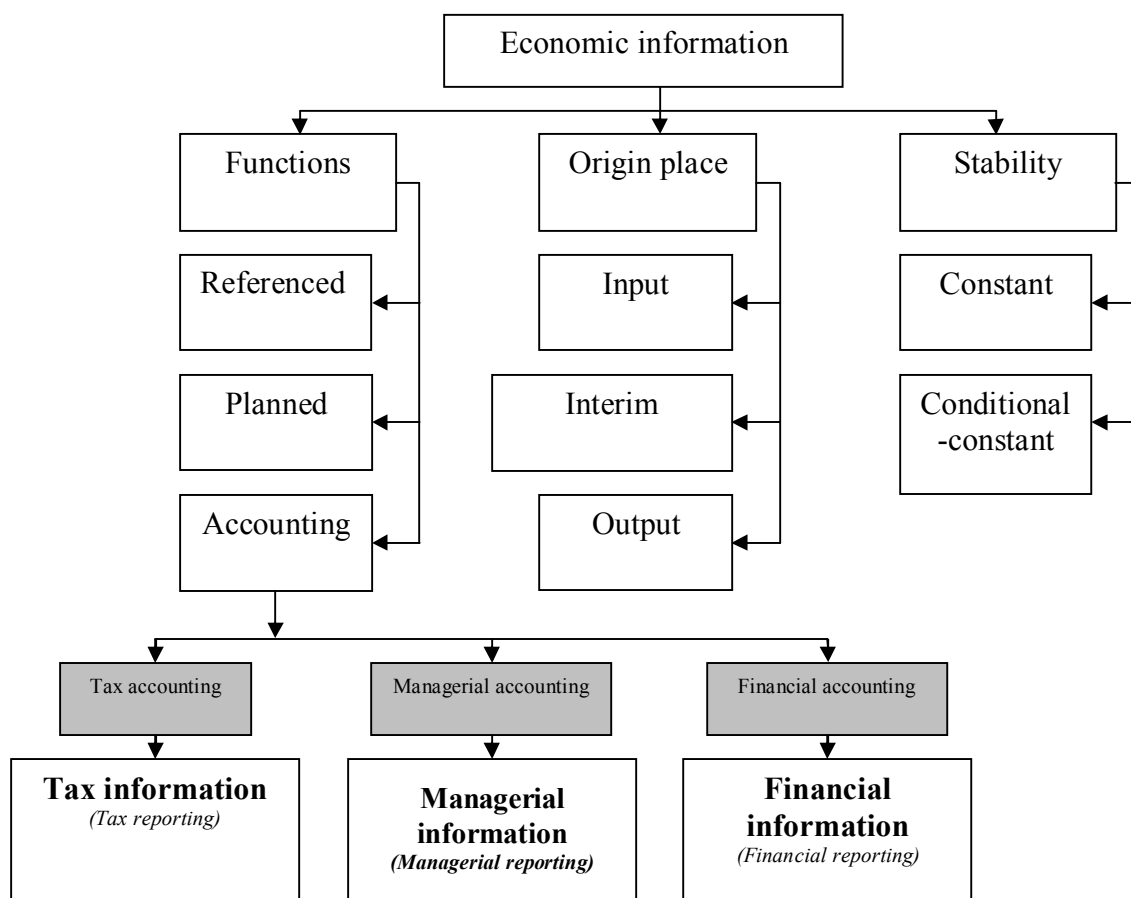 Economic information
Functions
Origin place
Stability
Referenced
Input
Constant
Planned
Interim
Conditional
-constant
Accounting
Output
Tax accounting
Managerial accounting
Financial accounting
Tax information
(Tax reporting)
Managerial
information
(Managerial reporting)
Financial
information
(Financial reporting)